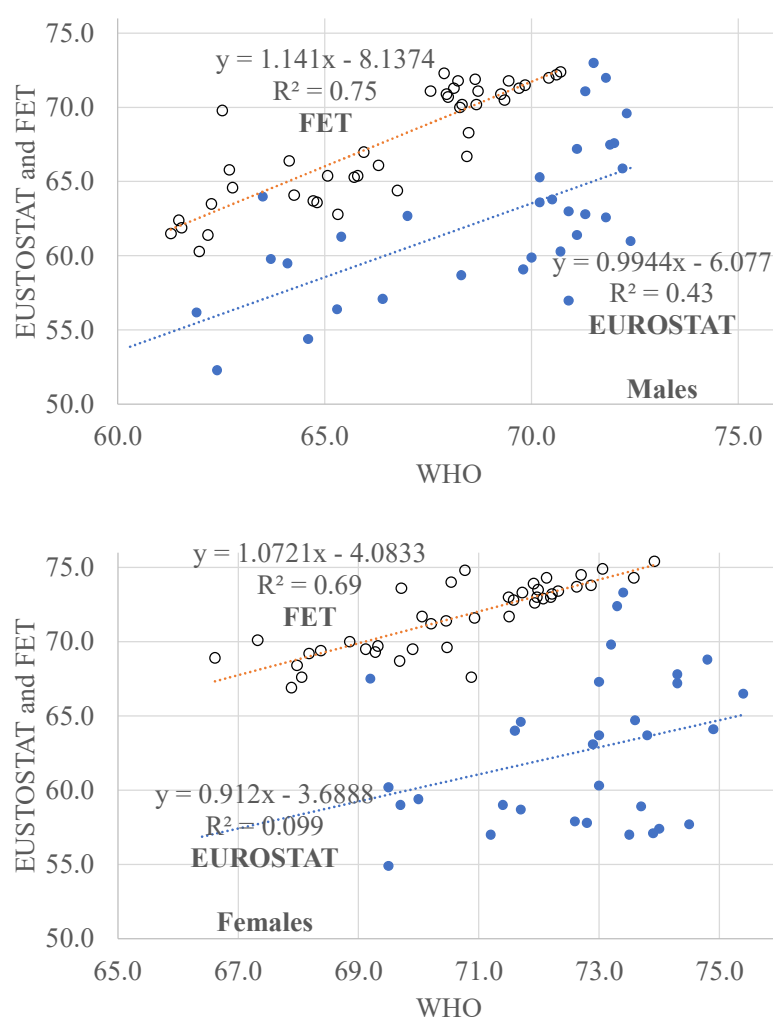 75.0
y = 1.141x - 8.1374
R² = 0.75
FET
70.0
65.0
60.0
y = 0.9944x - 6.077
R² = 0.43
EUROSTAT
55.0
Males
50.0
60.0 65.0 70.0 75.0
WHO
EUSTOSTAT and FET
y = 1.0721x - 4.0833
75.0
R² = 0.69
FET
70.0
65.0
60.0
y = 0.912x - 3.6888
R² = 0.099
EUROSTAT
55.0
Females
50.0
65.0 67.0 69.0 71.0 73.0 75.0
WHO
EUSTOSTAT and FET